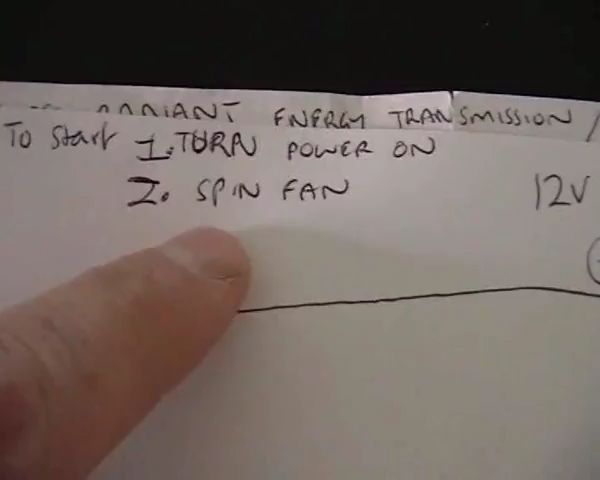 ENERGY TRANSMISSION /
To Start 1. TURN POWER ON
2. SPIN FAN
12V